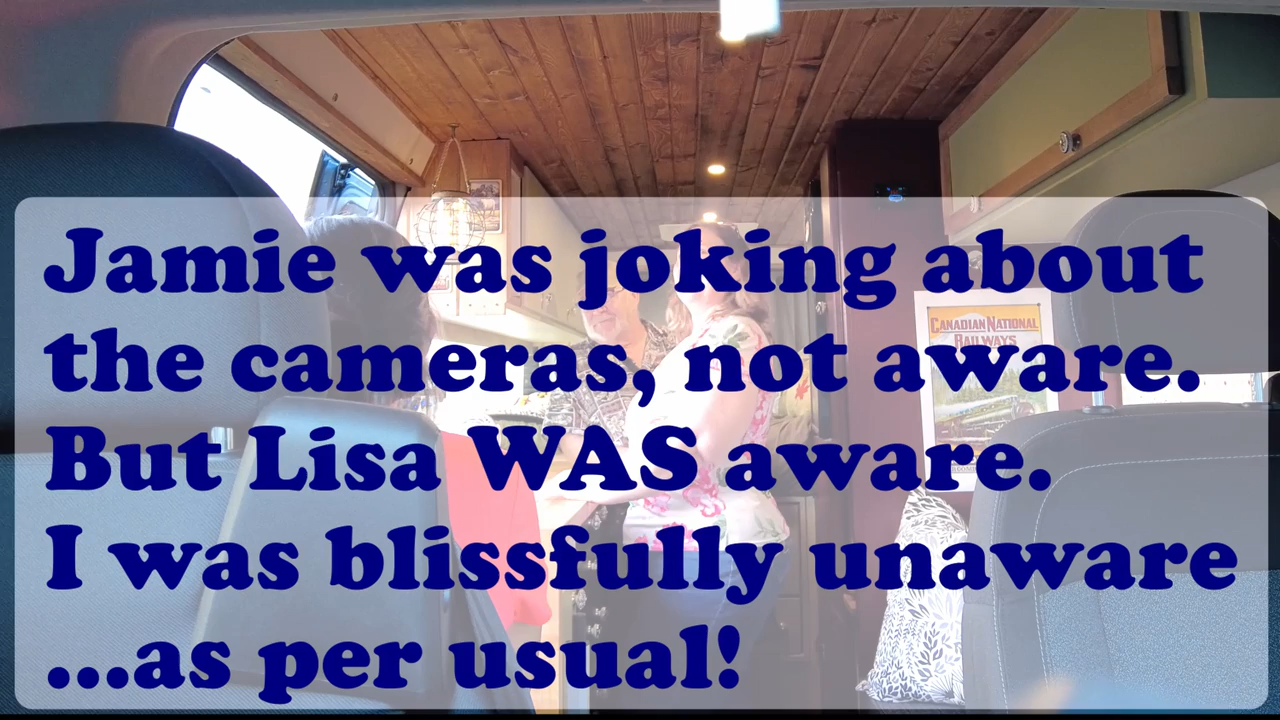 Jamie was joking about
the cameras, not aware.
But Lisa WAS aware.
I was blissfully unaware
...as per usual!
CANADIAN NATIONAL
RAILWAYS